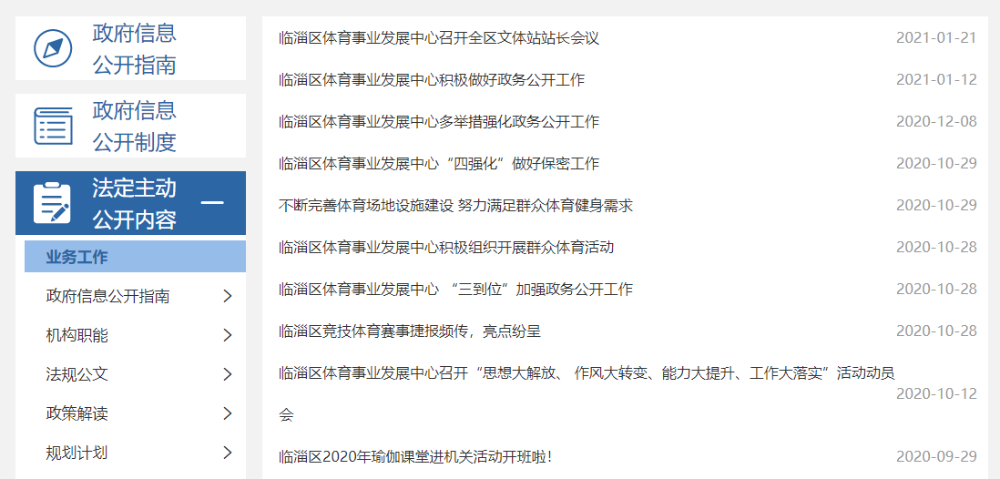 政府信息
公开指南
政府信息
公开制度
法定主动
公开内容
业务工作
政府信息公开指南
机构职能
法规公文
政策解读
规划计划
临淄区体育事业发展中心召开全区文体站站长会议 2021-01-21
临淄区体育事业发展中心积极做好政务公开工作 2021-01-12
临淄区体育事业发展中心多举措强化政务公开工作 2020-12-08
临淄区体育事业发展中心“四强化”做好保密工作 2020-10-29
不断完善体育场地设施建设 努力满足群众体育健身需求 2020-10-29
临淄区体育事业发展中心积极组织开展群众体育活动 2020-10-28
临淄区体育事业发展中心 “三到位”加强政务公开工作 2020-10-28
临淄区竞技体育赛事捷报频传，亮点纷呈 2020-10-28
临淄区体育事业发展中心召开“思想大解放、 作风大转变、能力大提升、工作大落实”活动动员
会
2020-10-12
临淄区2020年瑜伽课堂进机关活动开班啦！ 2020-09-29